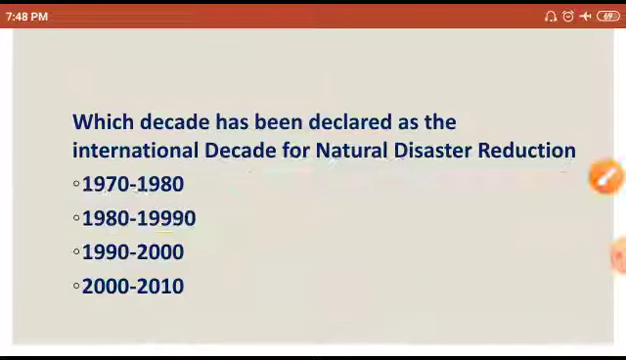 7:48 PM
69
Which decade has been declared as the
international Decade for Natural Disaster Reduction
◦1970-1980
◦1980-19990
◦1990-2000
◦2000-2010